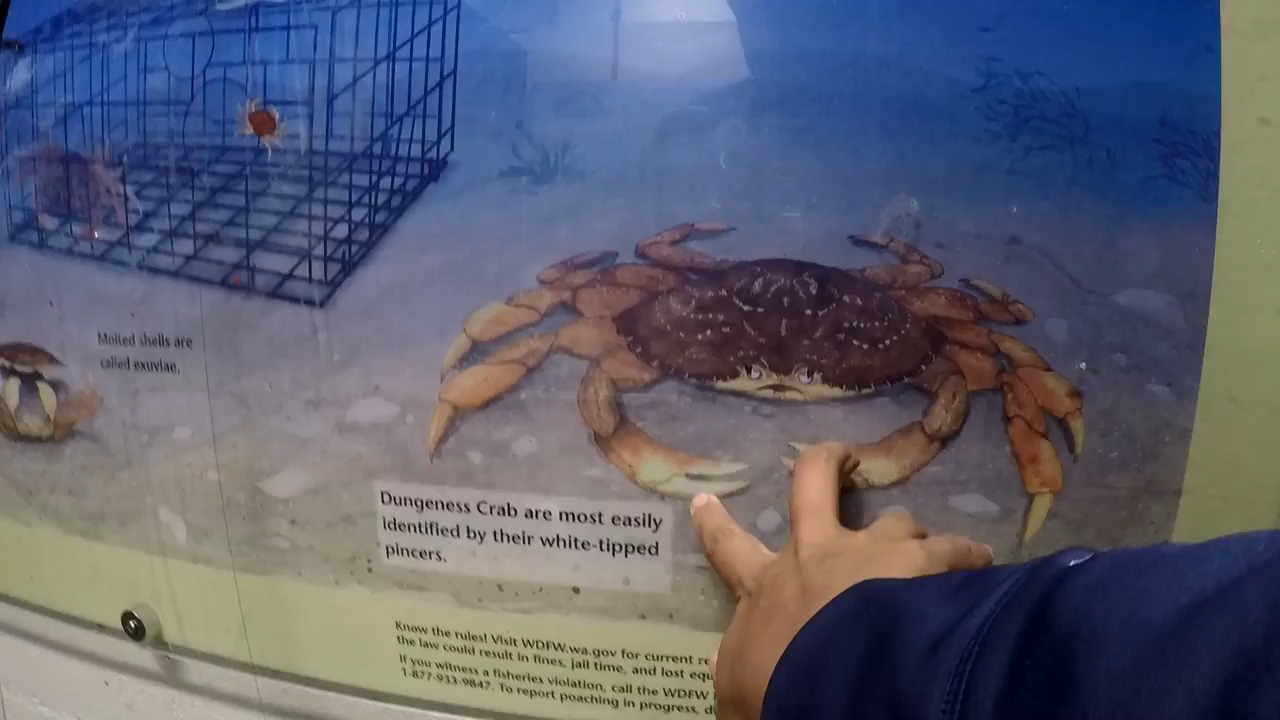 Molted shells are
called exuviae.
Dungeness Crab are most easily
identified by their white-tipped
pincers.
Know the rules! Visit WDFW.wa.gov for current
the law could result in fines, jail time, and lost
If you witness a fisheries violation, call the WDFW
1-877-933-9847. To report poaching in progress,